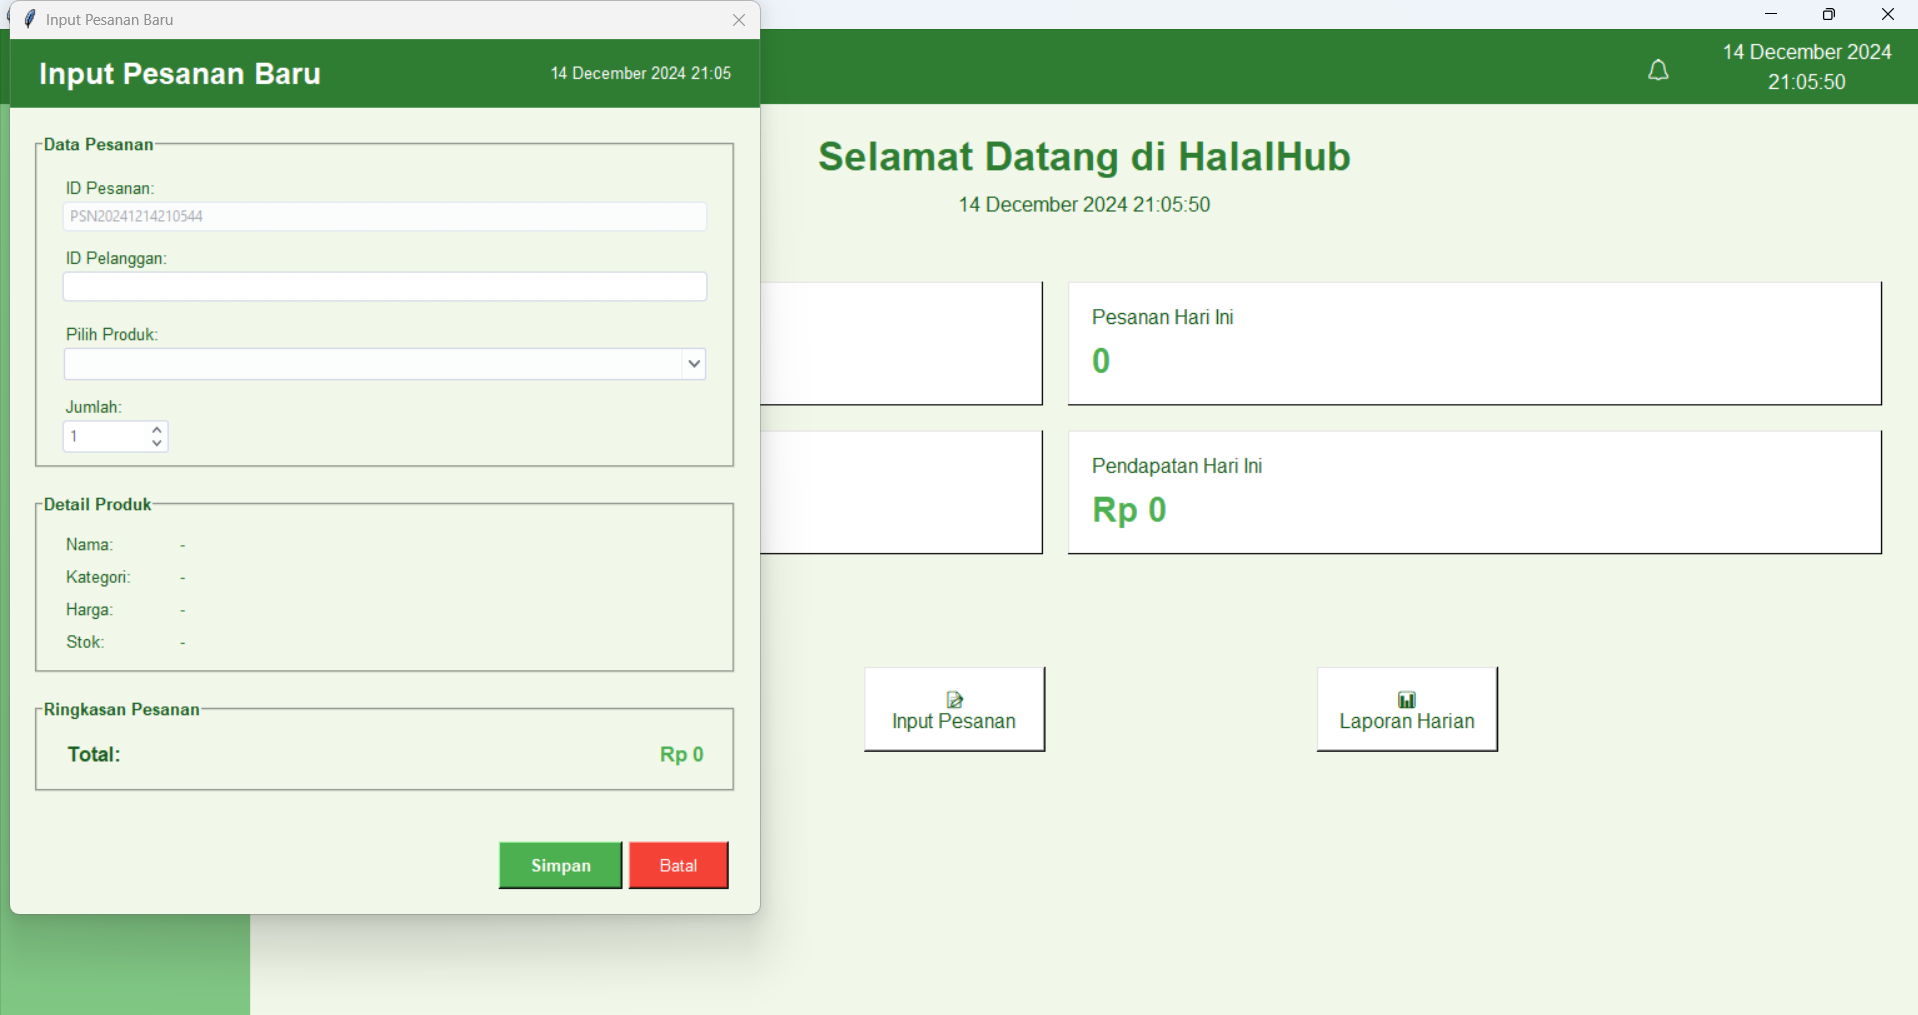 Input Pesanan Baru
Input Pesanan Baru
14 December 2024 21:05
Data Pesanan
ID Pesanan:
PSN20241214210544
ID Pelanggan:
Pilih Produk:
Jumlah:
1
Detail Produk
Nama: -
Kategori: -
Harga: -
Stok: -
Ringkasan Pesanan
Total: Rp 0
Simpan
Batal
14 December 2024
21:05:50
Selamat Datang di HalalHub
14 December 2024 21:05:50
Pesanan Hari Ini
0
Pendapatan Hari Ini
Rp 0
Input Pesanan
Laporan Harian